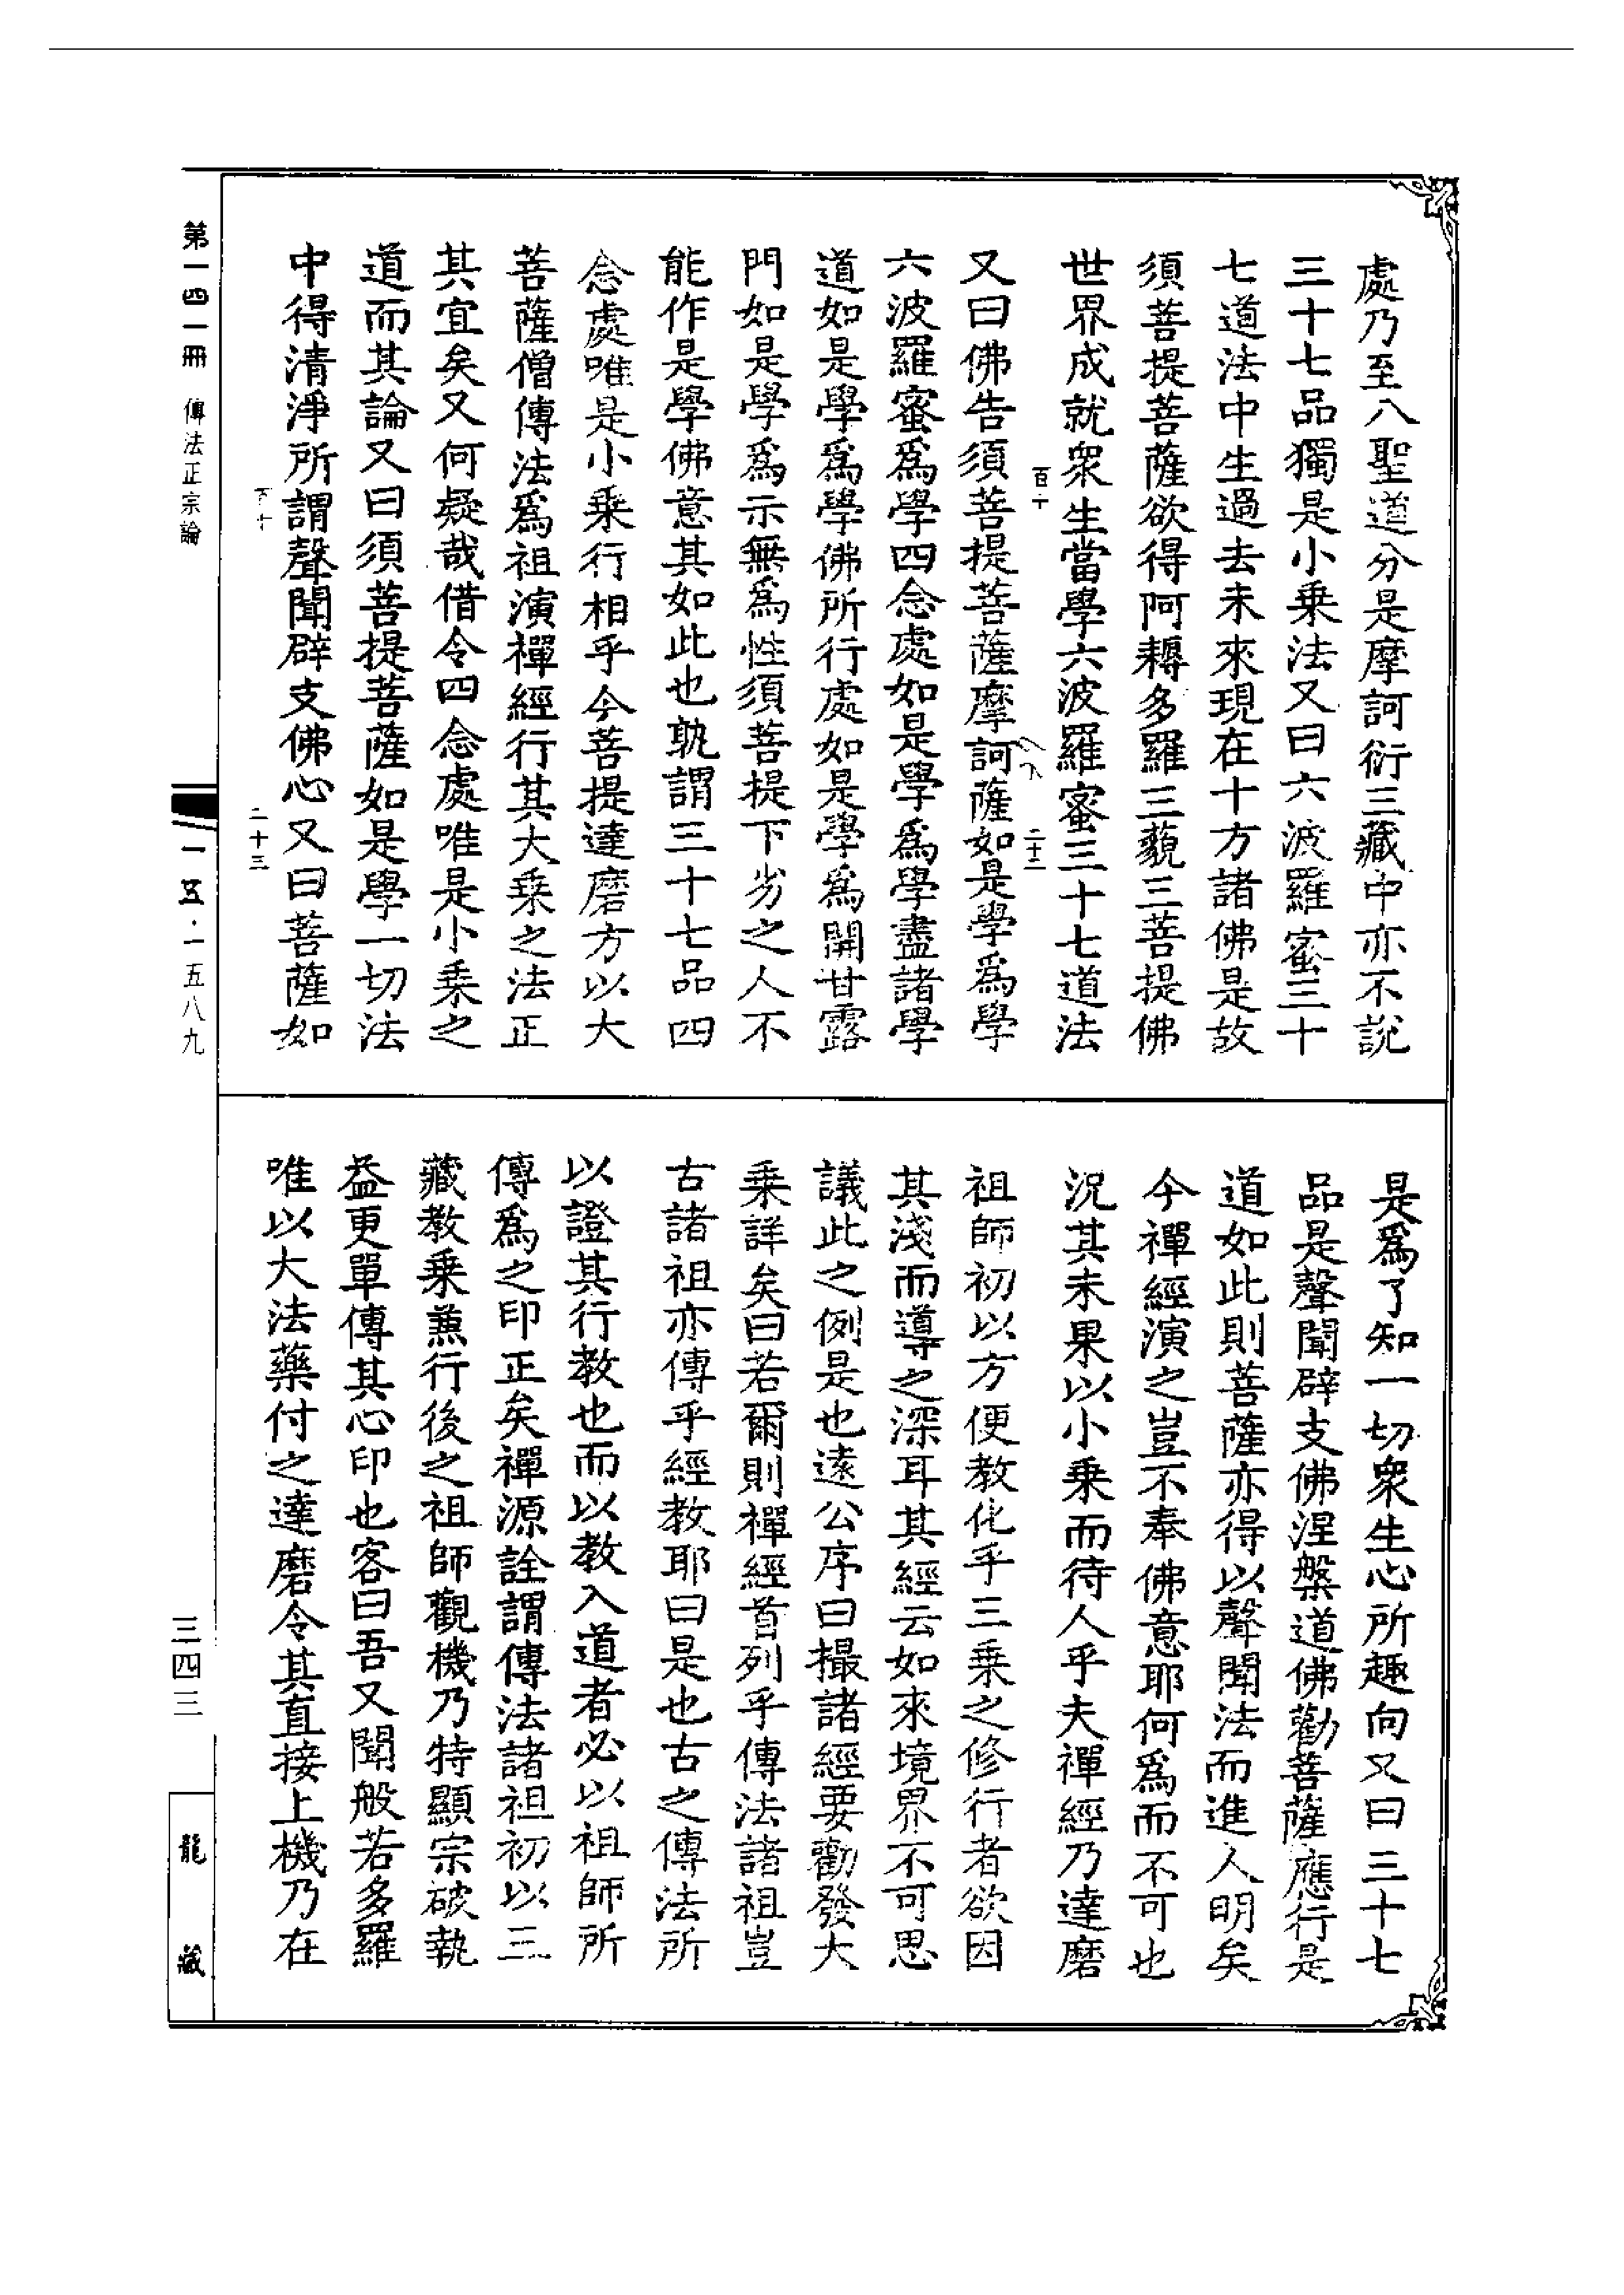 處乃至八聖道分是摩訶衍三藏中亦不說
三十七品獨是小乘法又曰六波羅蜜三十
七道法中生過去未來現在十方諸佛是故
須菩提菩薩欲得阿耨多羅三藐三菩提佛
世界成就衆生當學六波羅蜜三十七道法
百十
二十二
又曰佛告須菩提菩薩摩訶薩如是學爲學
六波羅蜜爲學四念處如是學爲學盡諸學
道如是學爲學佛所行處如是學爲開甘露
門如是學爲示無爲性須菩提下劣之人不
能作是學佛意其如此也孰謂三十七品四
念處唯是小乘行相乎今菩提達磨方以大
菩薩僧傳法爲祖演禪經行其大乘之法正
其宜矣又何疑哉借令四念處唯是小乘之
道而其論又曰須菩提菩薩如是學一切法
中得清淨所謂聲聞辟支佛心又曰菩薩如
百十
二十三
是爲了知一切衆生心所趣向又曰三十七
品是聲聞辟支佛涅槃道佛勸菩薩應行是
道如此則菩薩亦得以聲聞法而進人明矣
今禪經演之豈不奉佛意耶何爲而不可也
況其未果以小乘而待人乎夫禪經乃達磨
祖師初以方便教化乎三乘之修行者欲因
其淺而導之深耳其經云如來境界不可思
議此之例是也遠公序曰撮諸經要勸發大
乘詳矣曰若爾則禪經首列乎傳法諸祖豈
古諸祖亦傳乎經教耶曰是也古之傳法所
以證其行教也而以教入道者必以祖師所
傳爲之印正矣禪源詮謂傳法諸祖初以三
藏教乘兼行後之祖師觀機乃特顯宗破執
益更單傳其心印也客曰吾又聞般若多羅
唯以大法藥付之達磨令其直接上機乃在
第一四一冊 傳法正宗論
一五·一五八九
三四三
龍藏